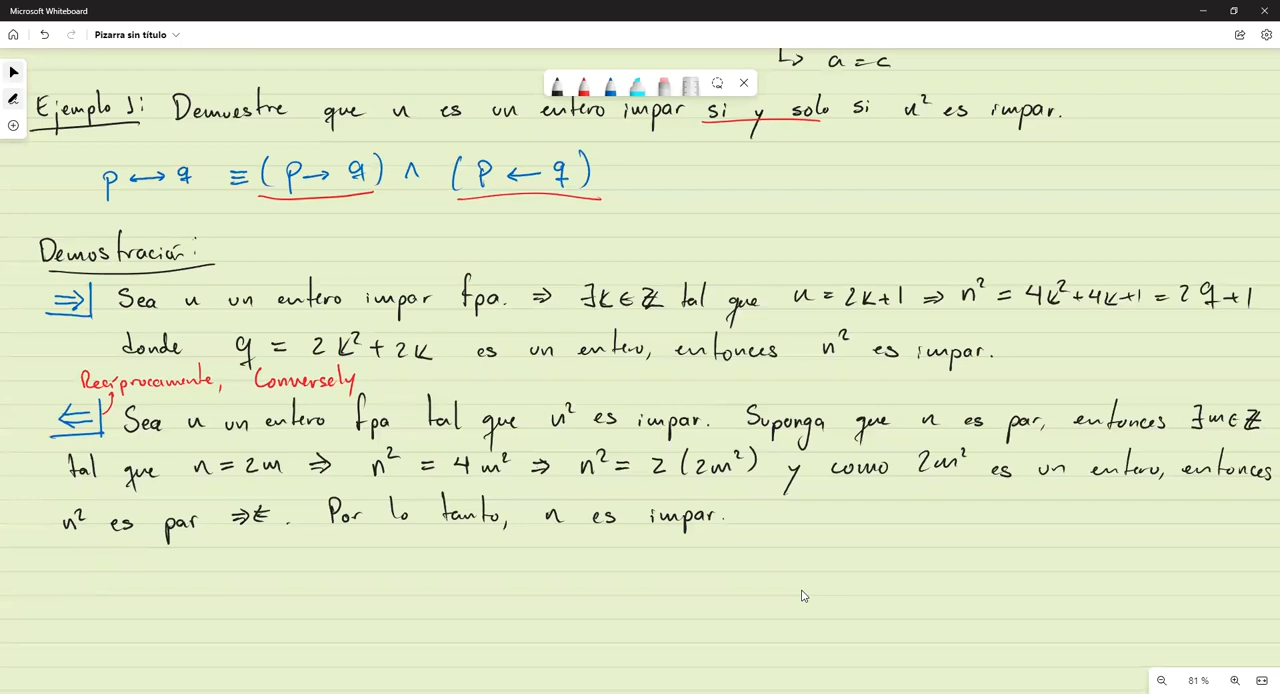 Microsoft Whiteboard
Pizarra sin título
↳ a = c
Ejemplo 1: Demuestre que n es un entero impar si y solo si n² es impar.
p ↔ q ≡ (p → q) ∧ (p ← q)
Demostración:
⇒| Sea n un entero impar fpa. ⇒ ∃k∈ℤ tal que n = 2k+1 ⇒ n² = 4k²+4k+1 = 2q+1
donde q = 2k²+2k es un entero, entonces n² es impar.
Recíprocamente, Conversely
⇐| Sea n un entero fpa tal que n² es impar. Suponga que n es par, entonces ∃m∈ℤ
tal que n = 2m ⇒ n² = 4m² ⇒ n² = 2(2m²) y como 2m² es un entero, entonces
n² es par ⇒⇐. Por lo tanto, n es impar.
81 %